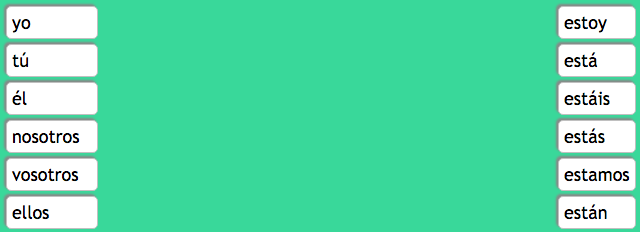 yo estoy
tú está
él estáis
nosotros estás
vosotros estamos
ellos están